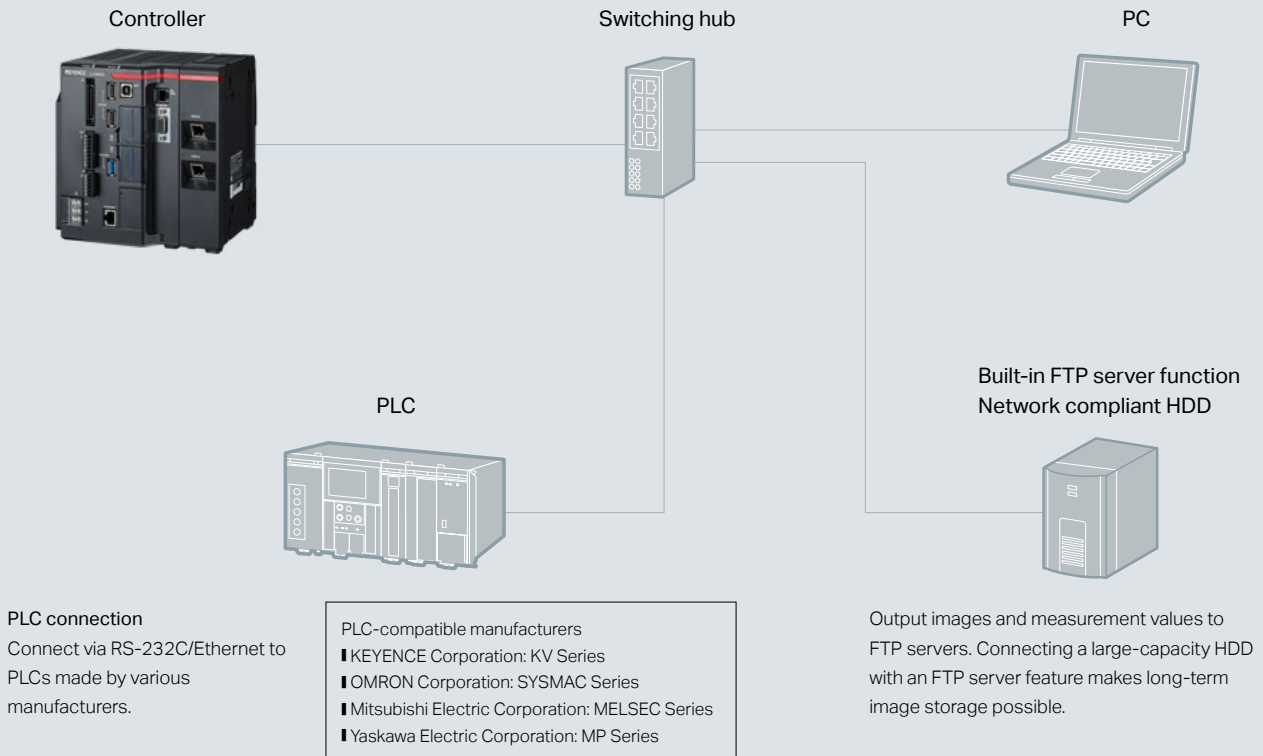 Controller
Switching hub
PC
KEYENCE
PLC
Built-in FTP server function
Network compliant HDD
PLC connection
Connect via RS-232C/Ethernet to
PLCs made by various
manufacturers.
PLC-compatible manufacturers
KEYENCE Corporation: KV Series
OMRON Corporation: SYSMAC Series
Mitsubishi Electric Corporation: MELSEC Series
Yaskawa Electric Corporation: MP Series
Output images and measurement values to
FTP servers. Connecting a large-capacity HDD
with an FTP server feature makes long-term
image storage possible.